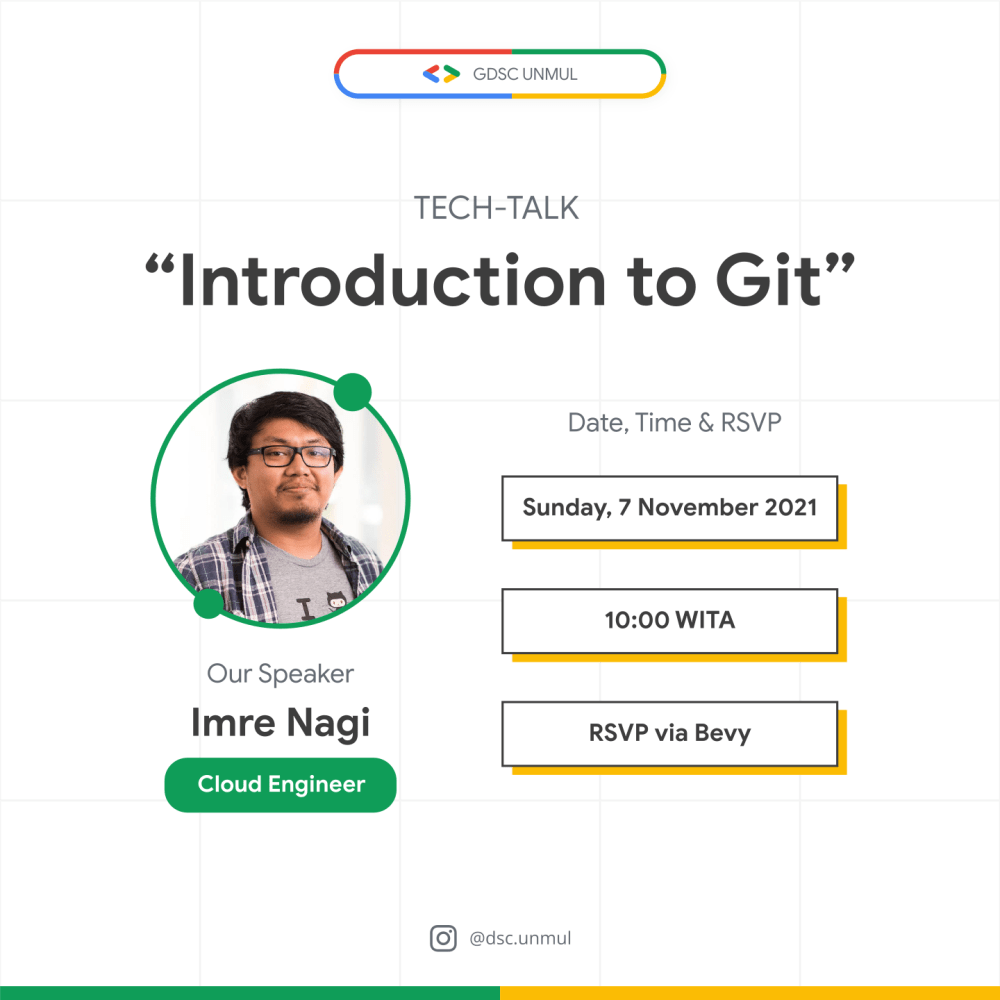 GDSC UNMUL
TECH-TALK
“Introduction to Git”
Our Speaker
Imre Nagi
Cloud Engineer
Date, Time & RSVP
Sunday, 7 November 2021
10:00 WITA
RSVP via Bevy
I
@dsc.unmul